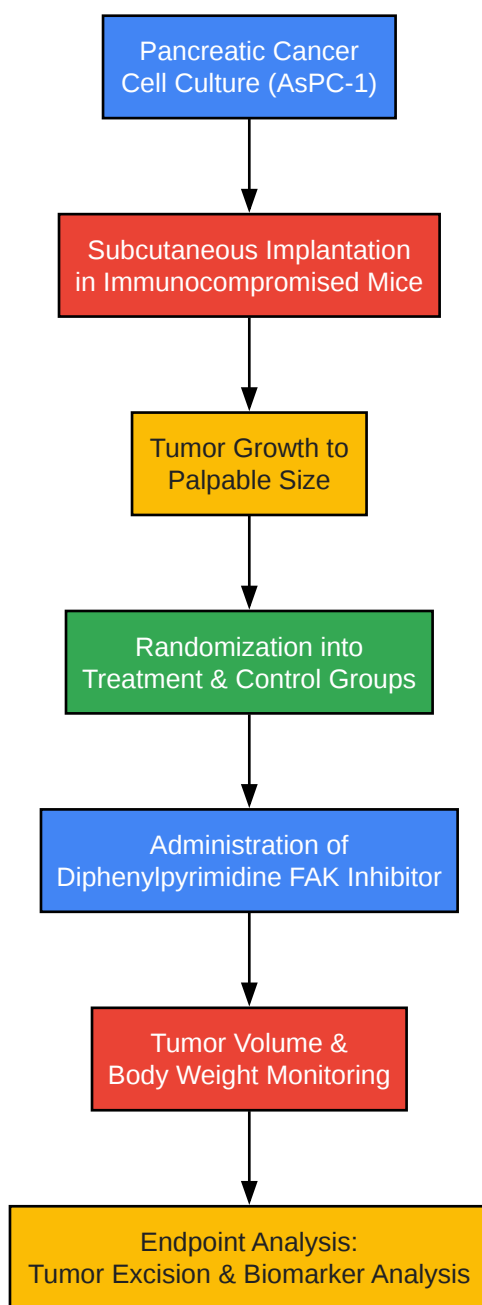 Pancreatic Cancer
Cell Culture (AsPC-1)
Subcutaneous Implantation
in Immunocompromised Mice
Tumor Growth to
Palpable Size
Randomization into
Treatment & Control Groups
Administration of
Diphenylpyrimidine FAK Inhibitor
Tumor Volume &
Body Weight Monitoring
Endpoint Analysis:
Tumor Excision & Biomarker Analysis